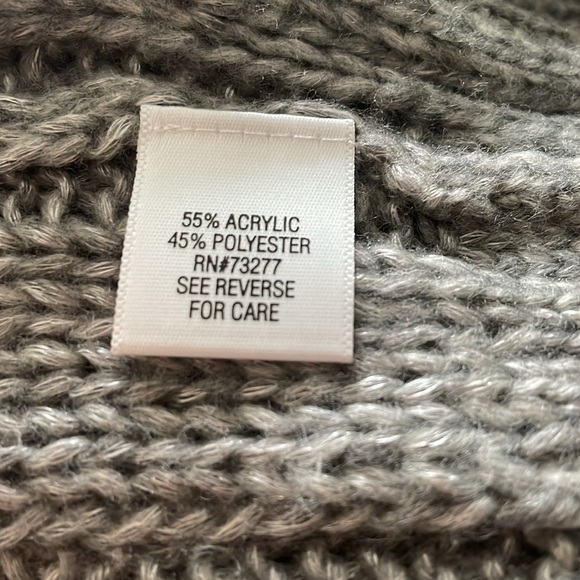 55% ACRYLIC
45% POLYESTER
RN#73277
SEE REVERSE
FOR CARE